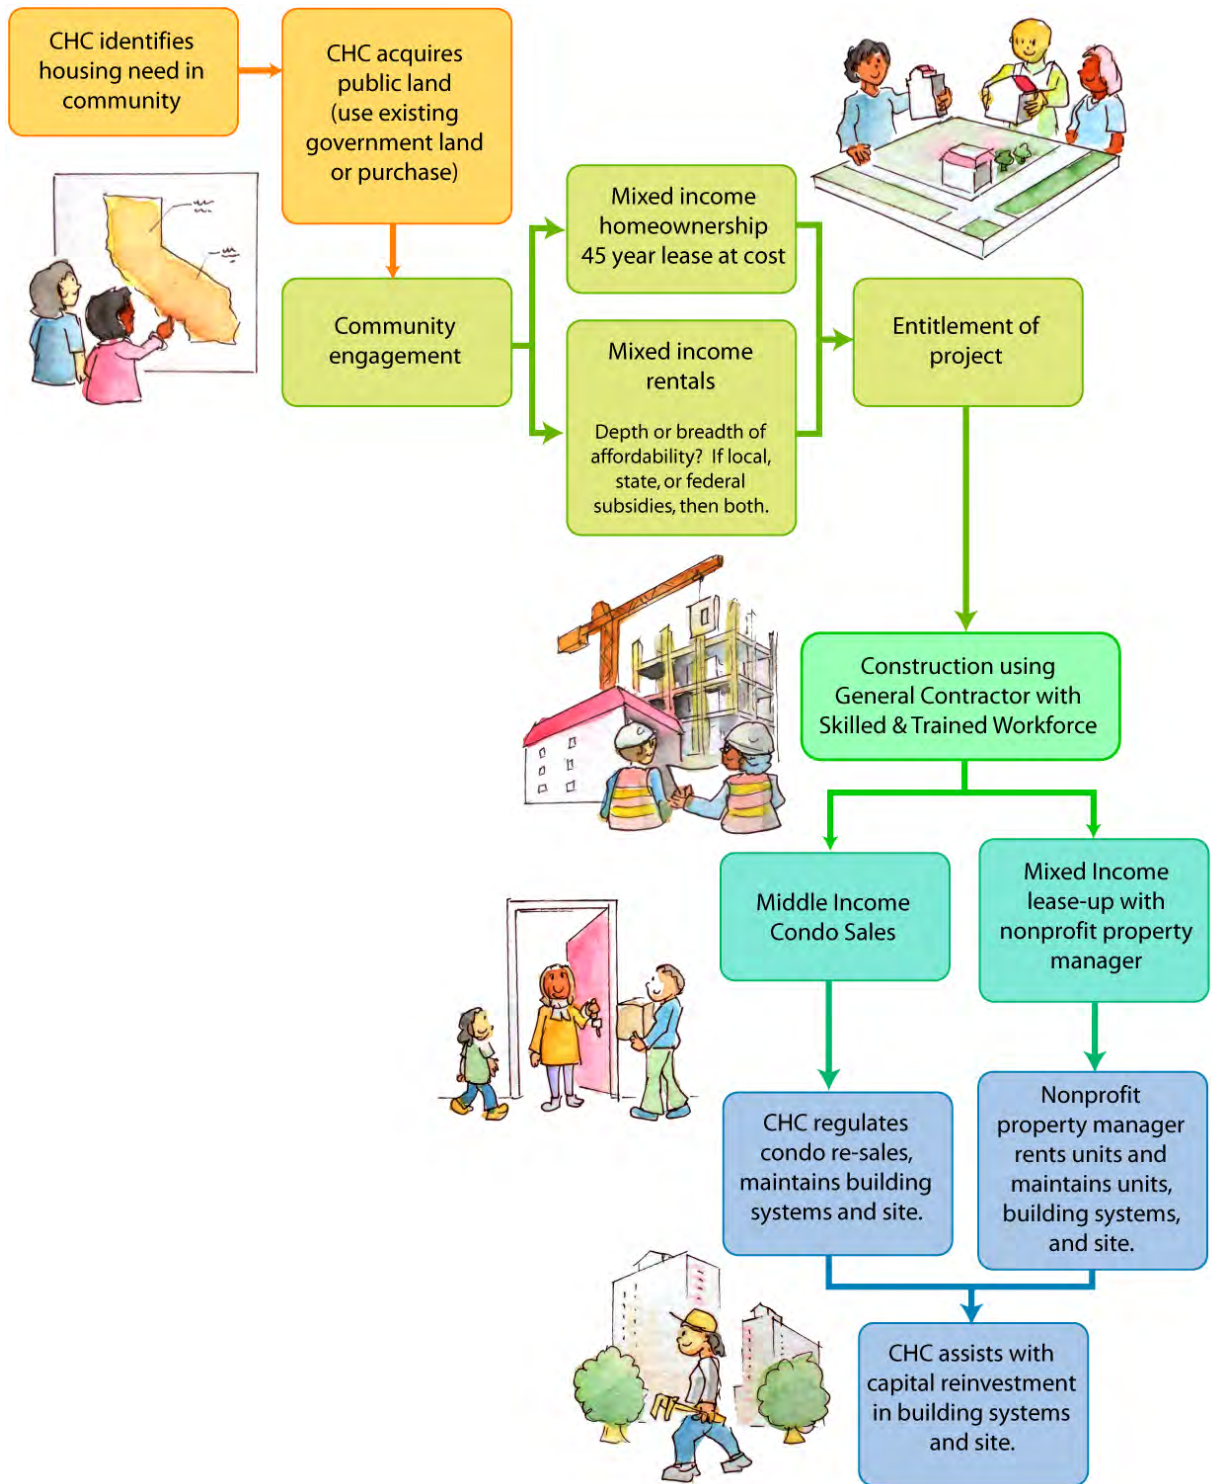 CHC identifies
housing need in
community
CHC acquires
public land
(use existing
government land
or purchase)
Community
engagement
Mixed income
homeownership
45 year lease at cost
Mixed income
rentals
Depth or breadth of
affordability? If local,
state, or federal
subsidies, then both.
Entitlement of
project
Construction using
General Contractor with
Skilled & Trained Workforce
Middle Income
Condo Sales
Mixed Income
lease-up with
nonprofit property
manager
CHC regulates
condo re-sales,
maintains building
systems and site.
Nonprofit
property manager
rents units and
maintains units,
building systems,
and site.
CHC assists with
capital reinvestment
in building systems
and site.